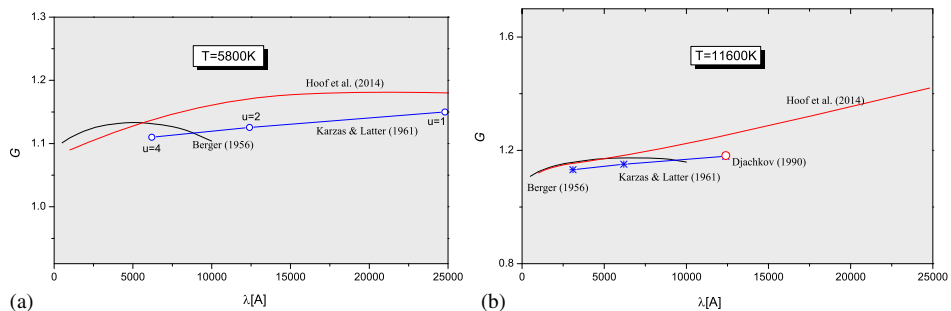 1.3
1.2
1.1
1.0
G
T=5800K
Hoof et al. (2014)
u=2
u=1
Karzas & Latter (1961)
u=4
Berger (1956)
0
5000
10000
15000
20000
25000
λ[A]
(a)
1.6
1.2
0.8
G
T=11600K
Hoof et al. (2014)
Djachkov (1990)
Karzas & Latter (1961)
Berger (1956)
0
5000
10000
15000
20000
25000
λ[A]
(b)